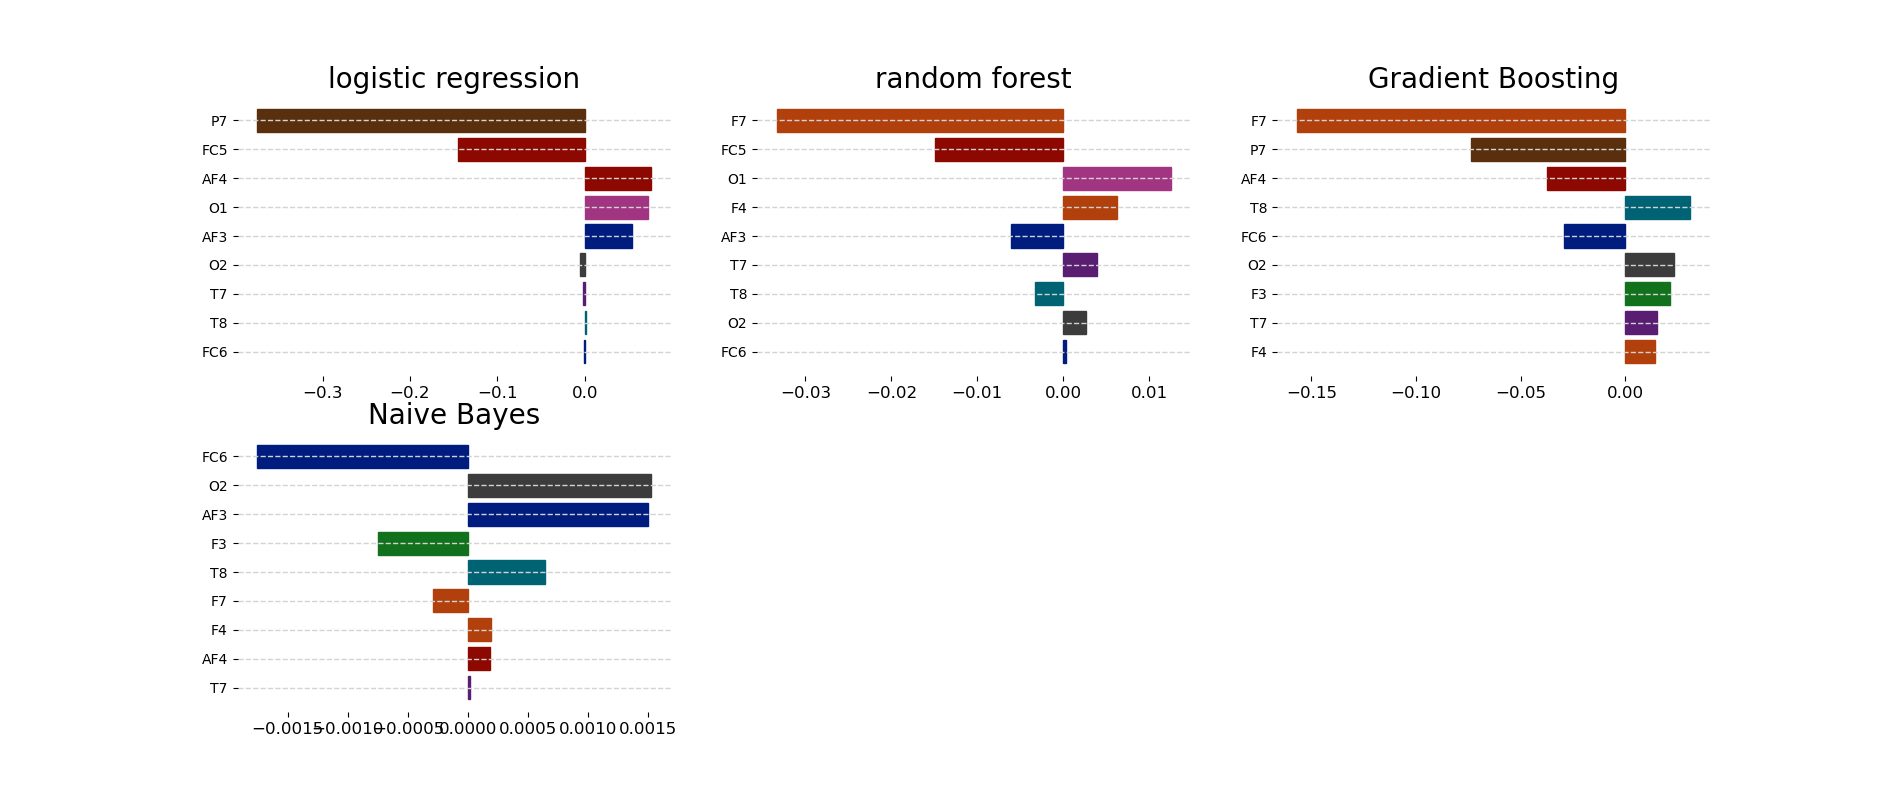 logistic regression
P7
FC5
AF4
O1
AF3
O2
T7
T8
FC6
−0.3 −0.2 −0.1 0.0
random forest
F7
FC5
O1
F4
AF3
T7
T8
O2
FC6
−0.03 −0.02 −0.01 0.00 0.01
Gradient Boosting
F7
P7
AF4
T8
FC6
O2
F3
T7
F4
−0.15 −0.10 −0.05 0.00
Naive Bayes
FC6
O2
AF3
F3
T8
F7
F4
AF4
T7
−0.0015 −0.0010 −0.0005 0.0000 0.0005 0.0010 0.0015